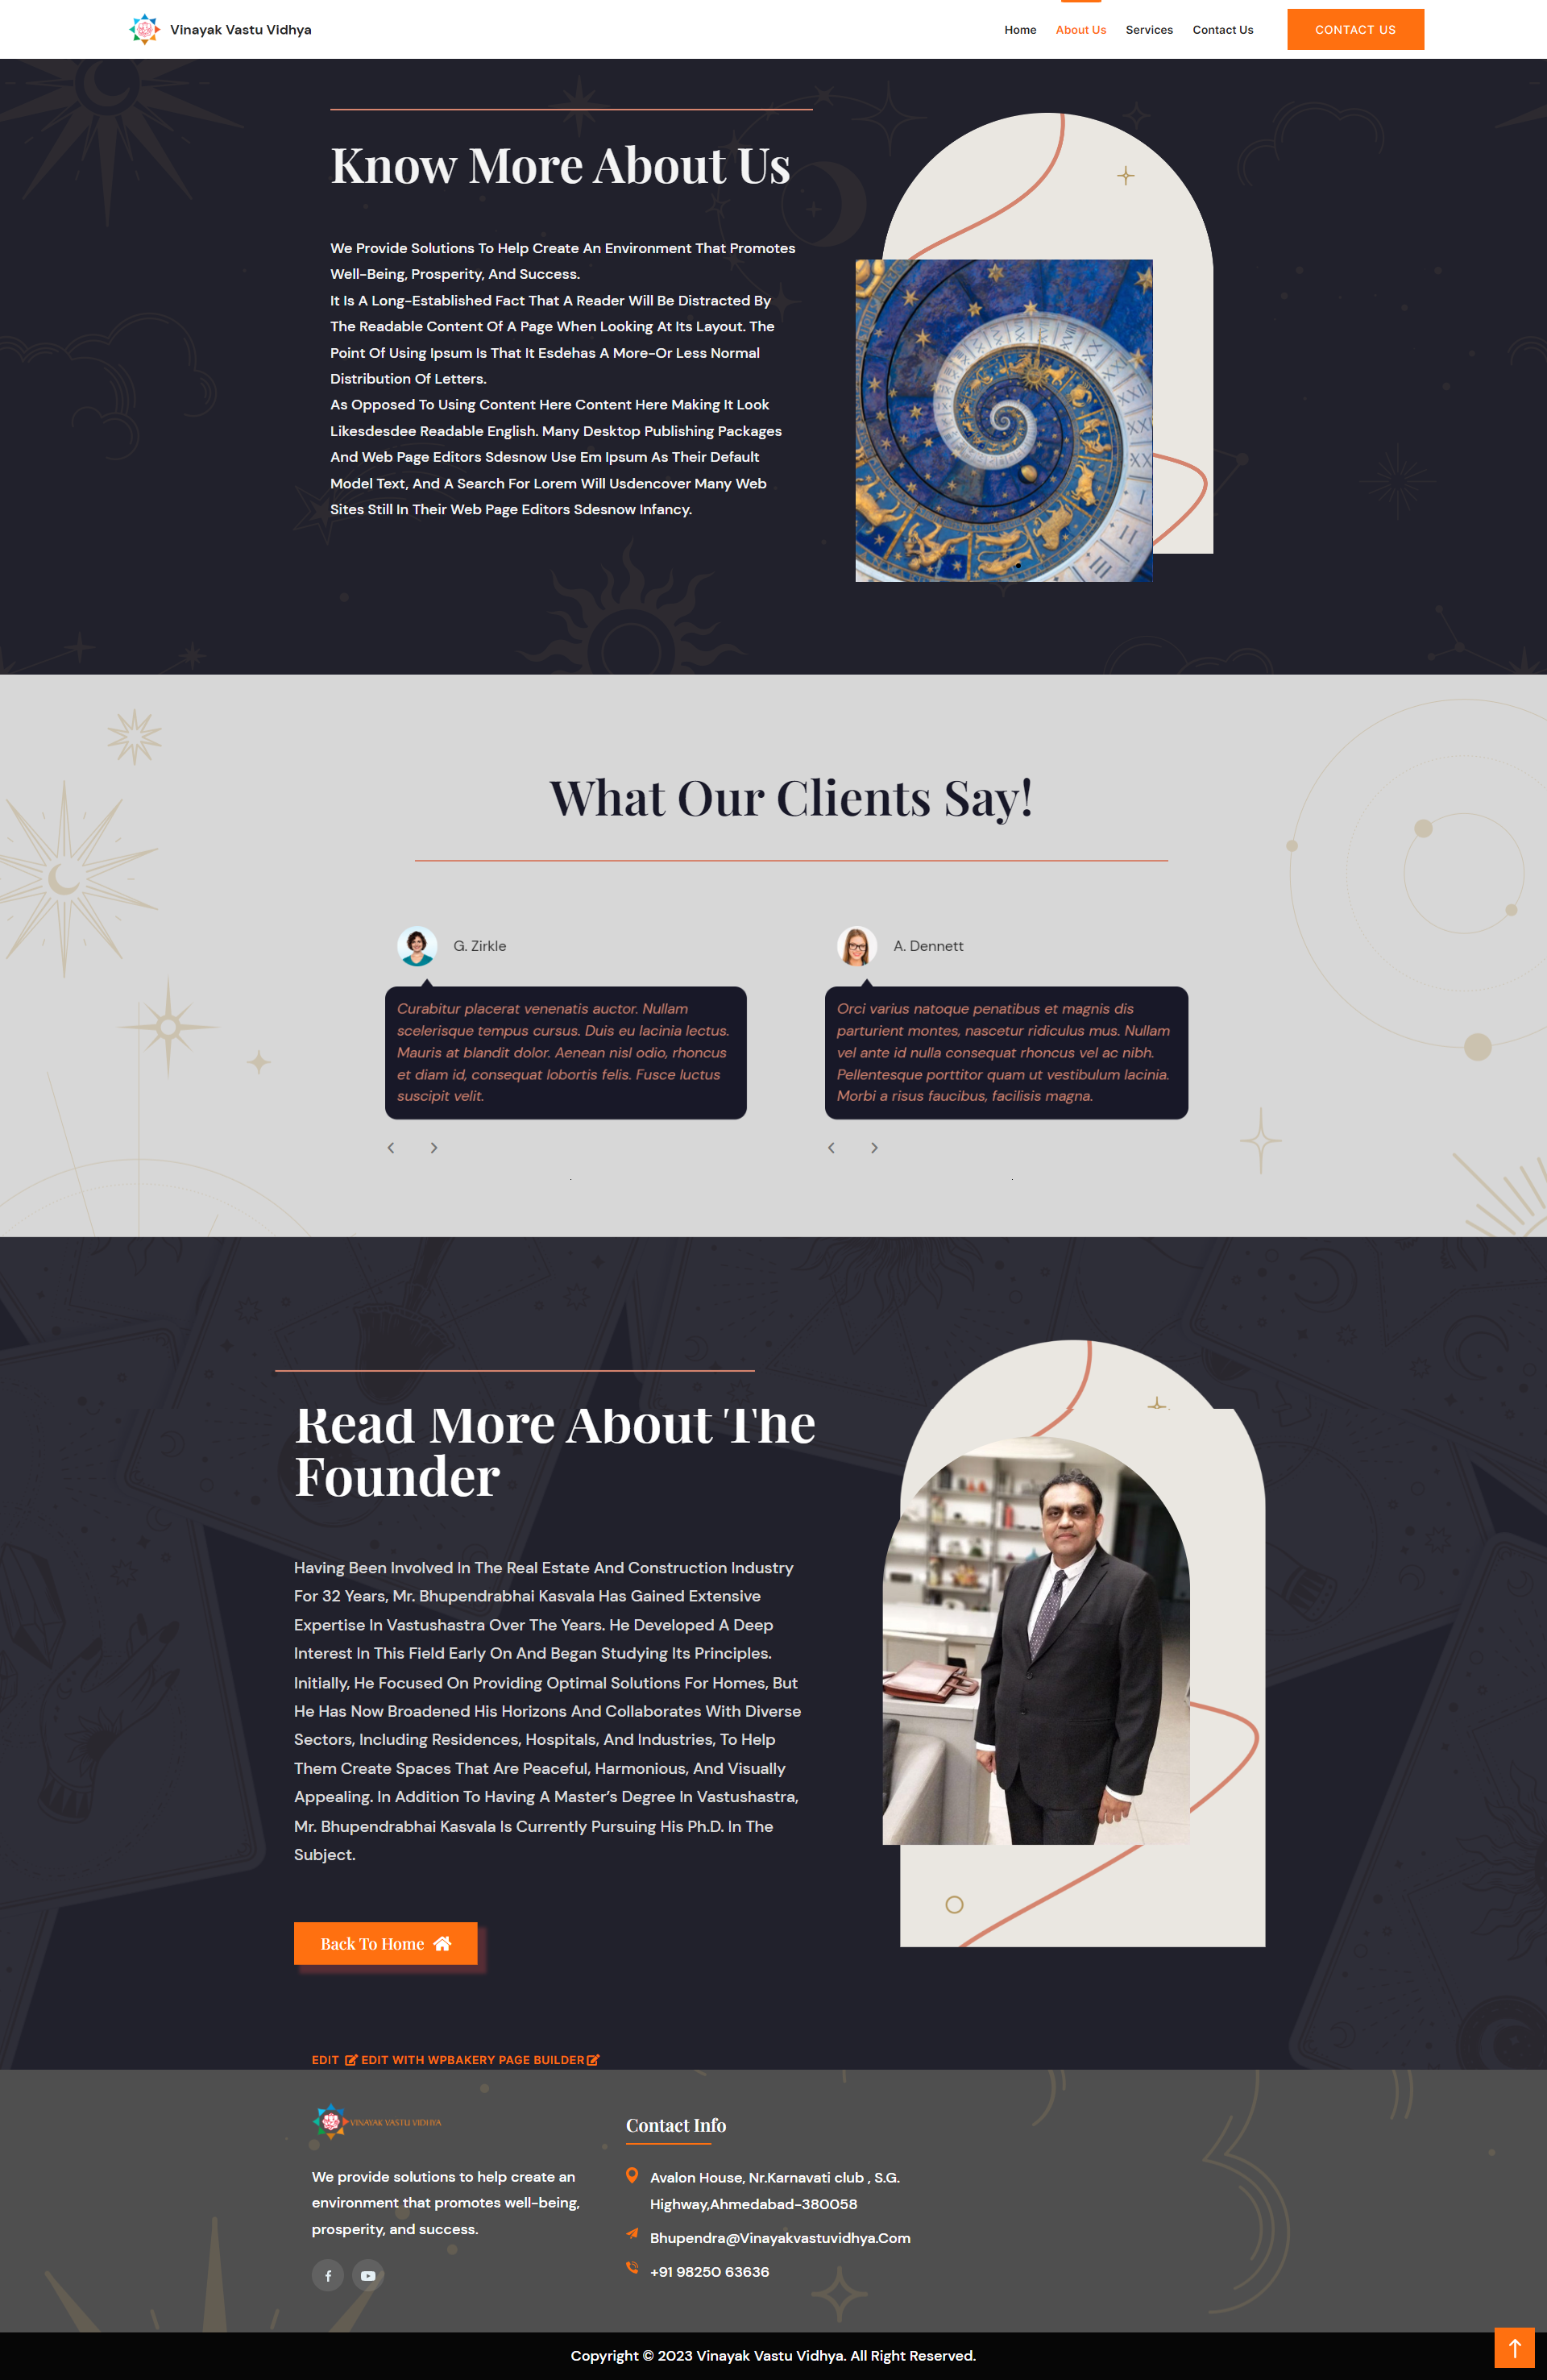 Vinayak Vastu Vidhya
Home
About Us
Services
Contact Us
CONTACT US
Know More About Us
We Provide Solutions To Help Create An Environment That Promotes
Well-Being, Prosperity, And Success.
It Is A Long-Established Fact That A Reader Will Be Distracted By
The Readable Content Of A Page When Looking At Its Layout. The
Point Of Using Ipsum Is That It Esdehas A More-Or Less Normal
Distribution Of Letters.
As Opposed To Using Content Here Content Here Making It Look
Likesdesdee Readable English. Many Desktop Publishing Packages
And Web Page Editors Sdesnow Use Em Ipsum As Their Default
Model Text, And A Search For Lorem Will Usdencover Many Web
Sites Still In Their Web Page Editors Sdesnow Infancy.
What Our Clients Say!
G. Zirkle
Curabitur placerat venenatis auctor. Nullam
scelerisque tempus cursus. Duis eu lacinia lectus.
Mauris at blandit dolor. Aenean nisl odio, rhoncus
et diam id, consequat lobortis felis. Fusce luctus
suscipit velit.
A. Dennett
Orci varius natoque penatibus et magnis dis
parturient montes, nascetur ridiculus mus. Nullam
vel ante id nulla consequat rhoncus vel ac nibh.
Pellentesque porttitor quam ut vestibulum lacinia.
Morbi a risus faucibus, facilisis magna.
Read More About The
Founder
Having Been Involved In The Real Estate And Construction Industry
For 32 Years, Mr. Bhupendrabhai Kasvala Has Gained Extensive
Expertise In Vastushastra Over The Years. He Developed A Deep
Interest In This Field Early On And Began Studying Its Principles.
Initially, He Focused On Providing Optimal Solutions For Homes, But
He Has Now Broadened His Horizons And Collaborates With Diverse
Sectors, Including Residences, Hospitals, And Industries, To Help
Them Create Spaces That Are Peaceful, Harmonious, And Visually
Appealing. In Addition To Having A Master's Degree In Vastushastra,
Mr. Bhupendrabhai Kasvala Is Currently Pursuing His Ph.D. In The
Subject.
Back To Home
EDIT EDIT WITH WPBAKERY PAGE BUILDER
VINAYAK VASTU VIDHYA
We provide solutions to help create an
environment that promotes well-being,
prosperity, and success.
Contact Info
Avalon House, Nr.Karnavati club , S.G.
Highway,Ahmedabad-380058
Bhupendra@Vinayakvastuvidhya.Com
+91 98250 63636
Copyright © 2023 Vinayak Vastu Vidhya. All Right Reserved.